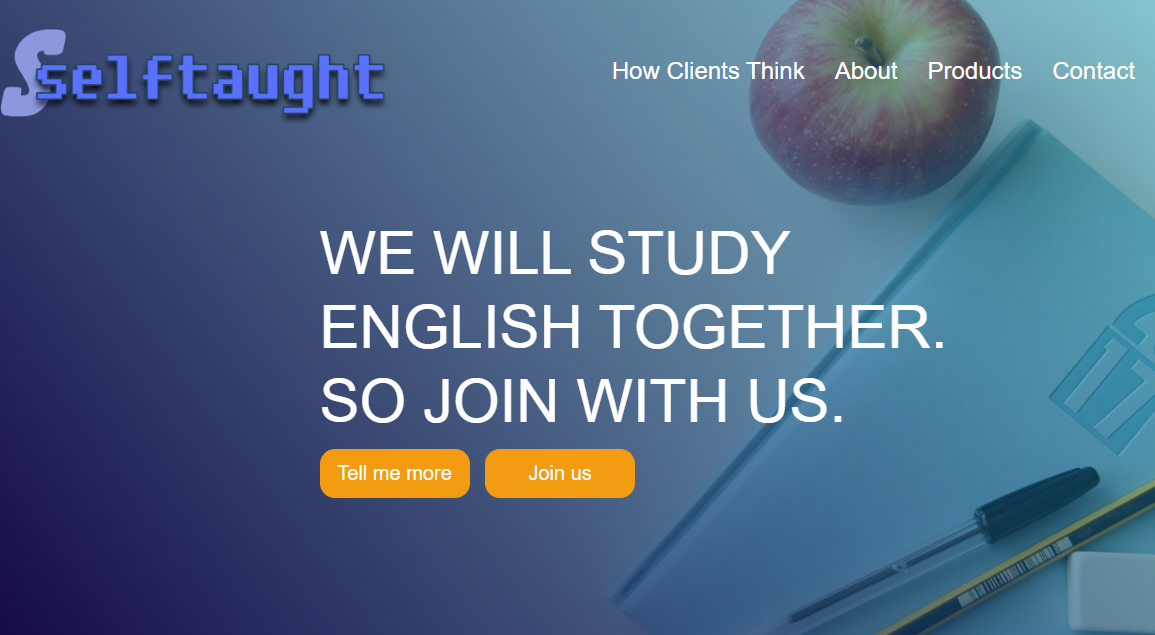 S
selftaught
How Clients Think About Products Contact
WE WILL STUDY
ENGLISH TOGETHER.
SO JOIN WITH US.
Tell me more Join us